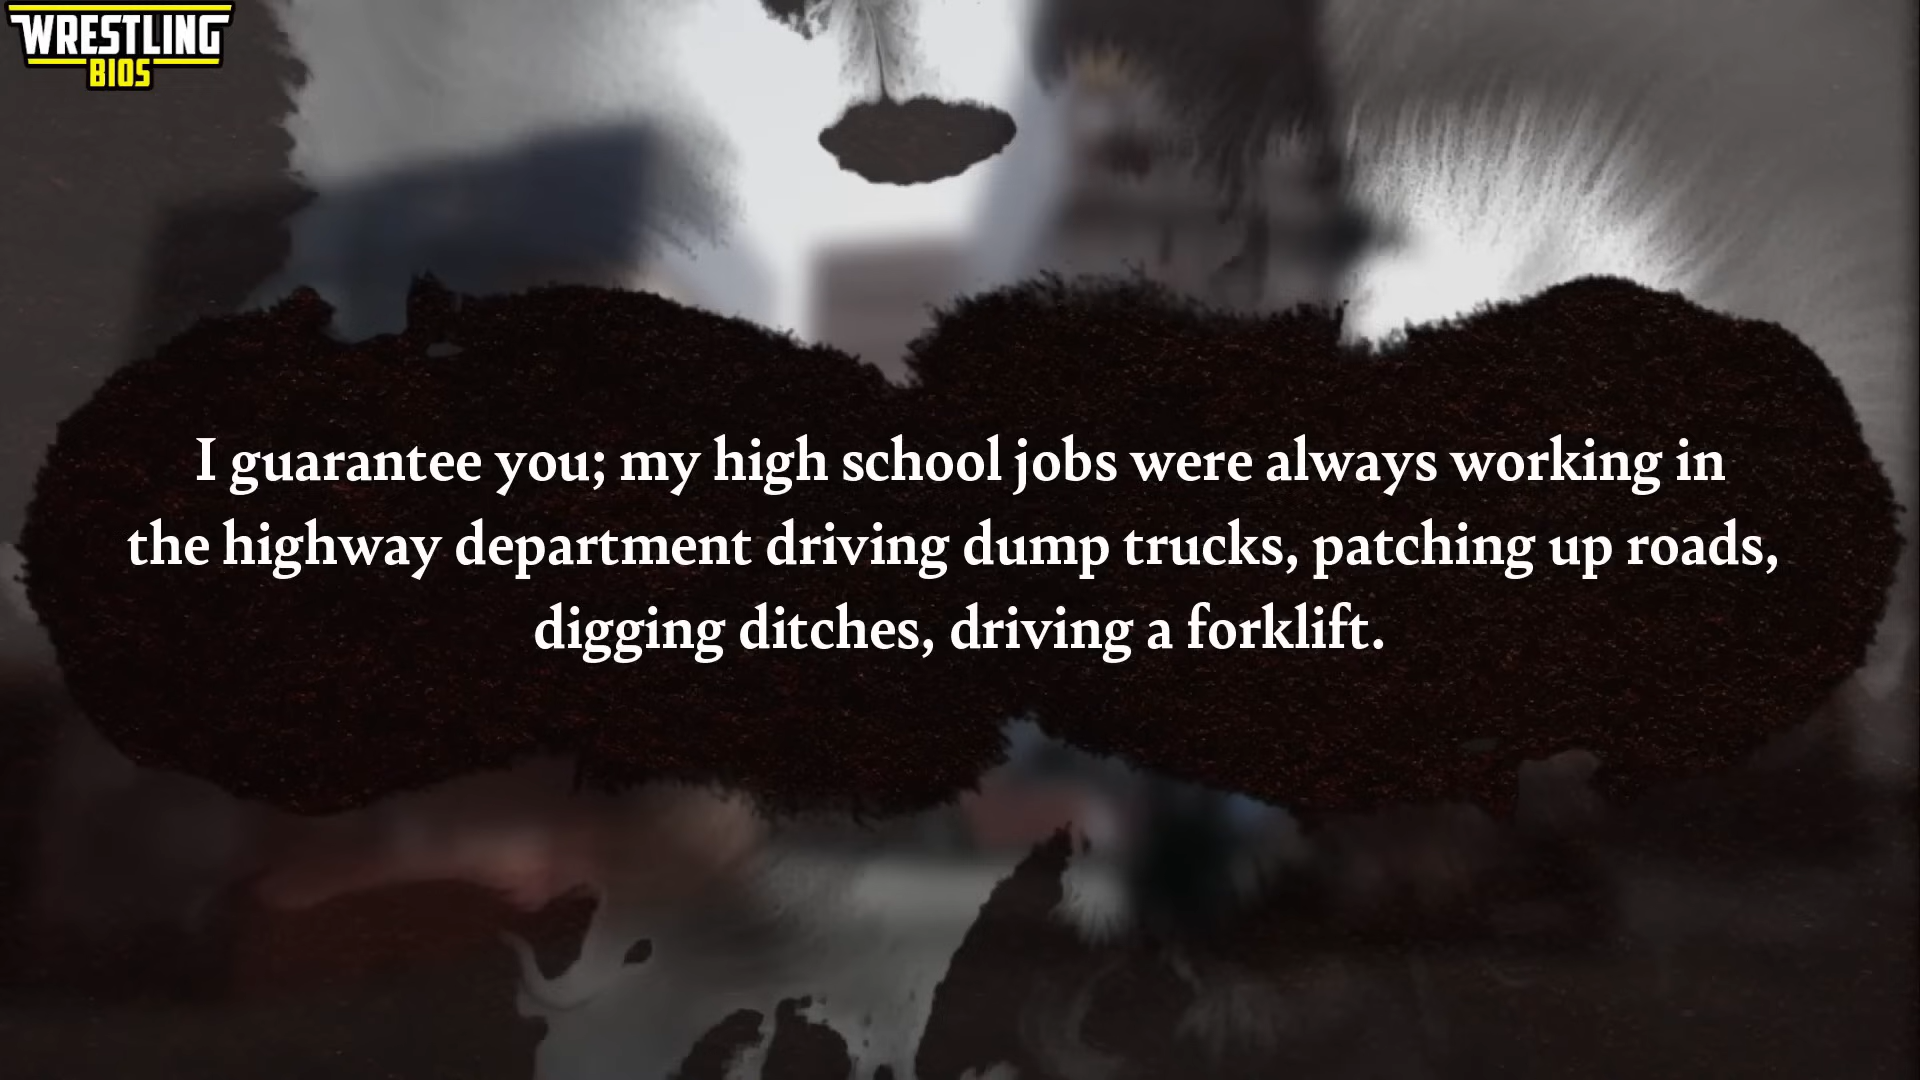 WRESTLING
BIOS
I guarantee you; my high school jobs were always working in
the highway department driving dump trucks, patching up roads,
digging ditches, driving a forklift.